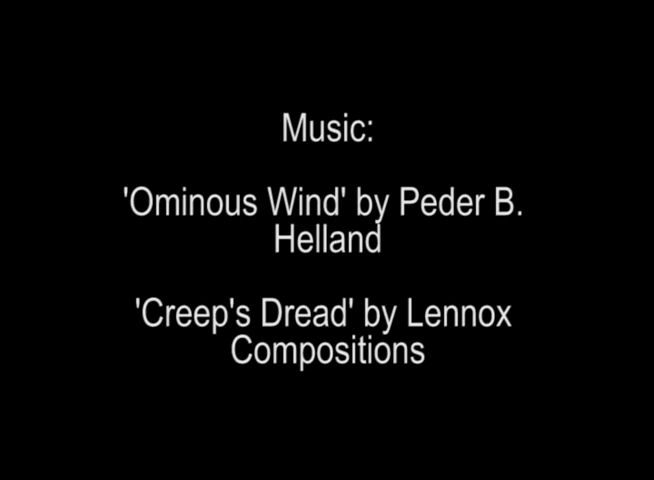 Music:
'Ominous Wind' by Peder B.
Helland
'Creep's Dread' by Lennox
Compositions